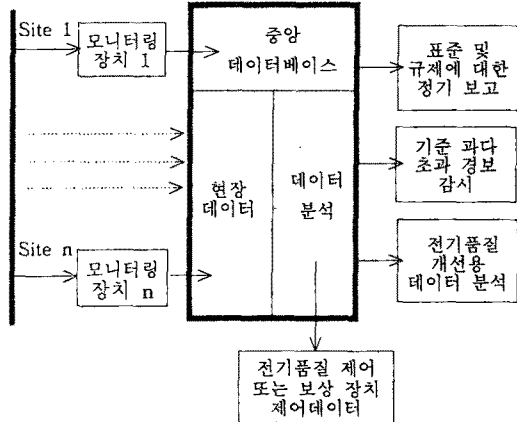 Site 1
모니터링
장치 1
중앙
데이터베이스
표준 및
규제에 대한
정기 보고
기준 과다
초과 경보
감시
현장
데이터
데이터
분석
Site n
모니터링
장치 n
전기품질
개선용
데이터 분석
전기품질 제어
또는 보상 장치
제어데이터